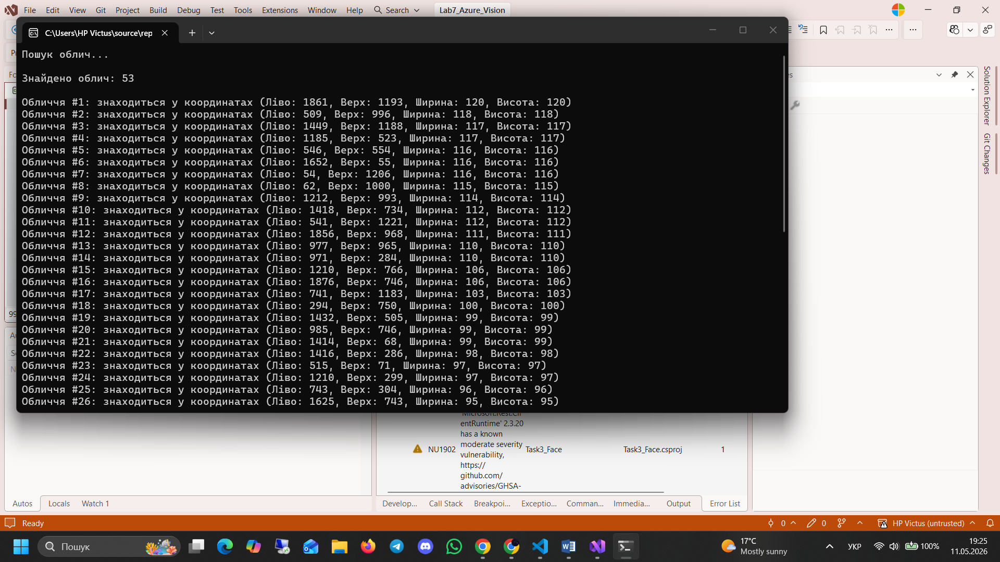 File Edit View Git Project Build Debug Test Tools Extensions Window Help Search Lab7_Azure_Vision
C:\Users\HP Victus\source\rep
Пошук облич...
Знайдено облич: 53
Обличчя #1: знаходиться у координатах (Ліво: 1861, Верх: 1193, Ширина: 120, Висота: 120)
Обличчя #2: знаходиться у координатах (Ліво: 509, Верх: 996, Ширина: 118, Висота: 118)
Обличчя #3: знаходиться у координатах (Ліво: 1449, Верх: 1188, Ширина: 117, Висота: 117)
Обличчя #4: знаходиться у координатах (Ліво: 1185, Верх: 523, Ширина: 117, Висота: 117)
Обличчя #5: знаходиться у координатах (Ліво: 546, Верх: 554, Ширина: 116, Висота: 116)
Обличчя #6: знаходиться у координатах (Ліво: 1652, Верх: 55, Ширина: 116, Висота: 116)
Обличчя #7: знаходиться у координатах (Ліво: 54, Верх: 1206, Ширина: 116, Висота: 116)
Обличчя #8: знаходиться у координатах (Ліво: 62, Верх: 1000, Ширина: 115, Висота: 115)
Обличчя #9: знаходиться у координатах (Ліво: 1212, Верх: 993, Ширина: 114, Висота: 114)
Обличчя #10: знаходиться у координатах (Ліво: 1418, Верх: 734, Ширина: 112, Висота: 112)
Обличчя #11: знаходиться у координатах (Ліво: 541, Верх: 1221, Ширина: 112, Висота: 112)
Обличчя #12: знаходиться у координатах (Ліво: 1856, Верх: 968, Ширина: 111, Висота: 111)
Обличчя #13: знаходиться у координатах (Ліво: 977, Верх: 965, Ширина: 110, Висота: 110)
Обличчя #14: знаходиться у координатах (Ліво: 971, Верх: 284, Ширина: 110, Висота: 110)
Обличчя #15: знаходиться у координатах (Ліво: 1210, Верх: 766, Ширина: 106, Висота: 106)
Обличчя #16: знаходиться у координатах (Ліво: 1876, Верх: 746, Ширина: 106, Висота: 106)
Обличчя #17: знаходиться у координатах (Ліво: 741, Верх: 1183, Ширина: 103, Висота: 103)
Обличчя #18: знаходиться у координатах (Ліво: 294, Верх: 750, Ширина: 100, Висота: 100)
Обличчя #19: знаходиться у координатах (Ліво: 1432, Верх: 505, Ширина: 99, Висота: 99)
Обличчя #20: знаходиться у координатах (Ліво: 985, Верх: 746, Ширина: 99, Висота: 99)
Обличчя #21: знаходиться у координатах (Ліво: 1414, Верх: 68, Ширина: 99, Висота: 99)
Обличчя #22: знаходиться у координатах (Ліво: 1416, Верх: 286, Ширина: 98, Висота: 98)
Обличчя #23: знаходиться у координатах (Ліво: 515, Верх: 71, Ширина: 97, Висота: 97)
Обличчя #24: знаходиться у координатах (Ліво: 1210, Верх: 299, Ширина: 97, Висота: 97)
Обличчя #25: знаходиться у координатах (Ліво: 743, Верх: 304, Ширина: 96, Висота: 96)
Обличчя #26: знаходиться у координатах (Ліво: 1625, Верх: 743, Ширина: 95, Висота: 95)
Solution Explorer
Git Changes
'Microsoft.Rest.Cli
entRuntime' 2.3.20
has a known
moderate severity
vulnerability,
https://
github.com/
advisories/GHSA-
NU1902 Task3_Face Task3_Face.csproj 1
Autos Locals Watch 1
Develop... Call Stack Breakpoi... Exceptio... Comman... Immedia... Output Error List
Ready 0 0 HP Victus (untrusted)
Пошук
17°C
Mostly sunny
УКР 100%
19:25
11.05.2026